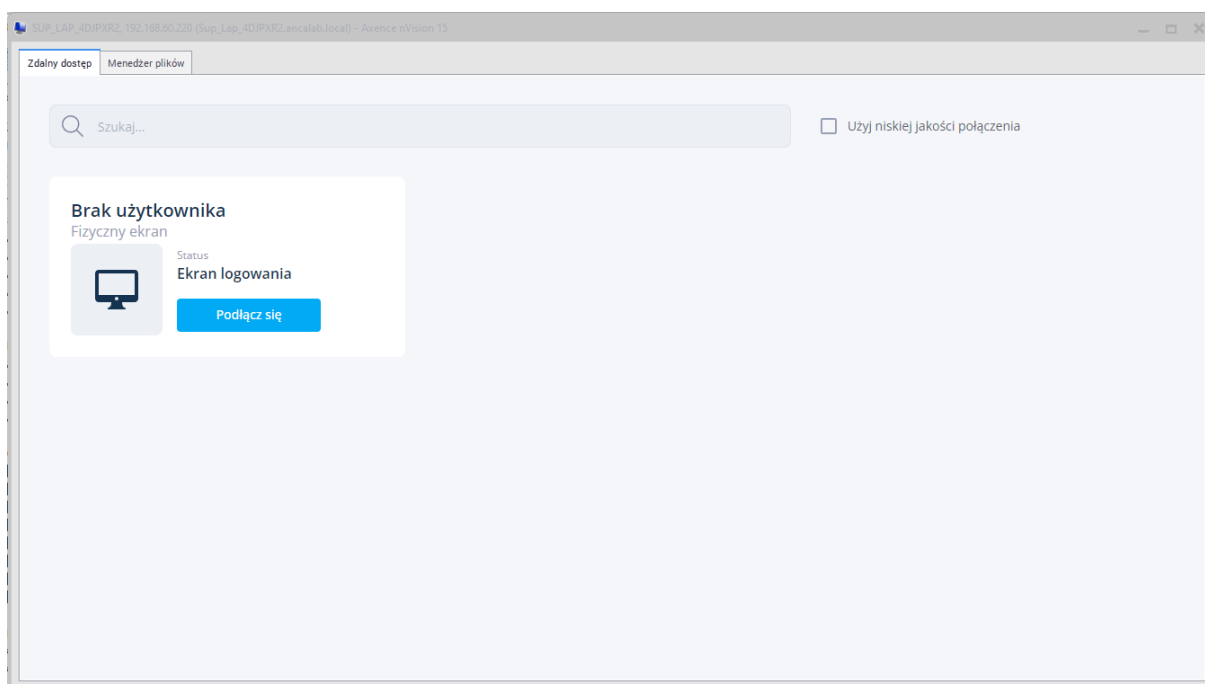 SUP_LAP_4DJPXR2, 192.168.60.220 (Sup_Lap_4DJPXR2.ancalab.local) - Axence nVision 15
Zdalny dostęp Menedżer plików
Szukaj... Użyj niskiej jakości połączenia
Brak użytkownika
Fizyczny ekran
Status
Ekran logowania
Podłącz się